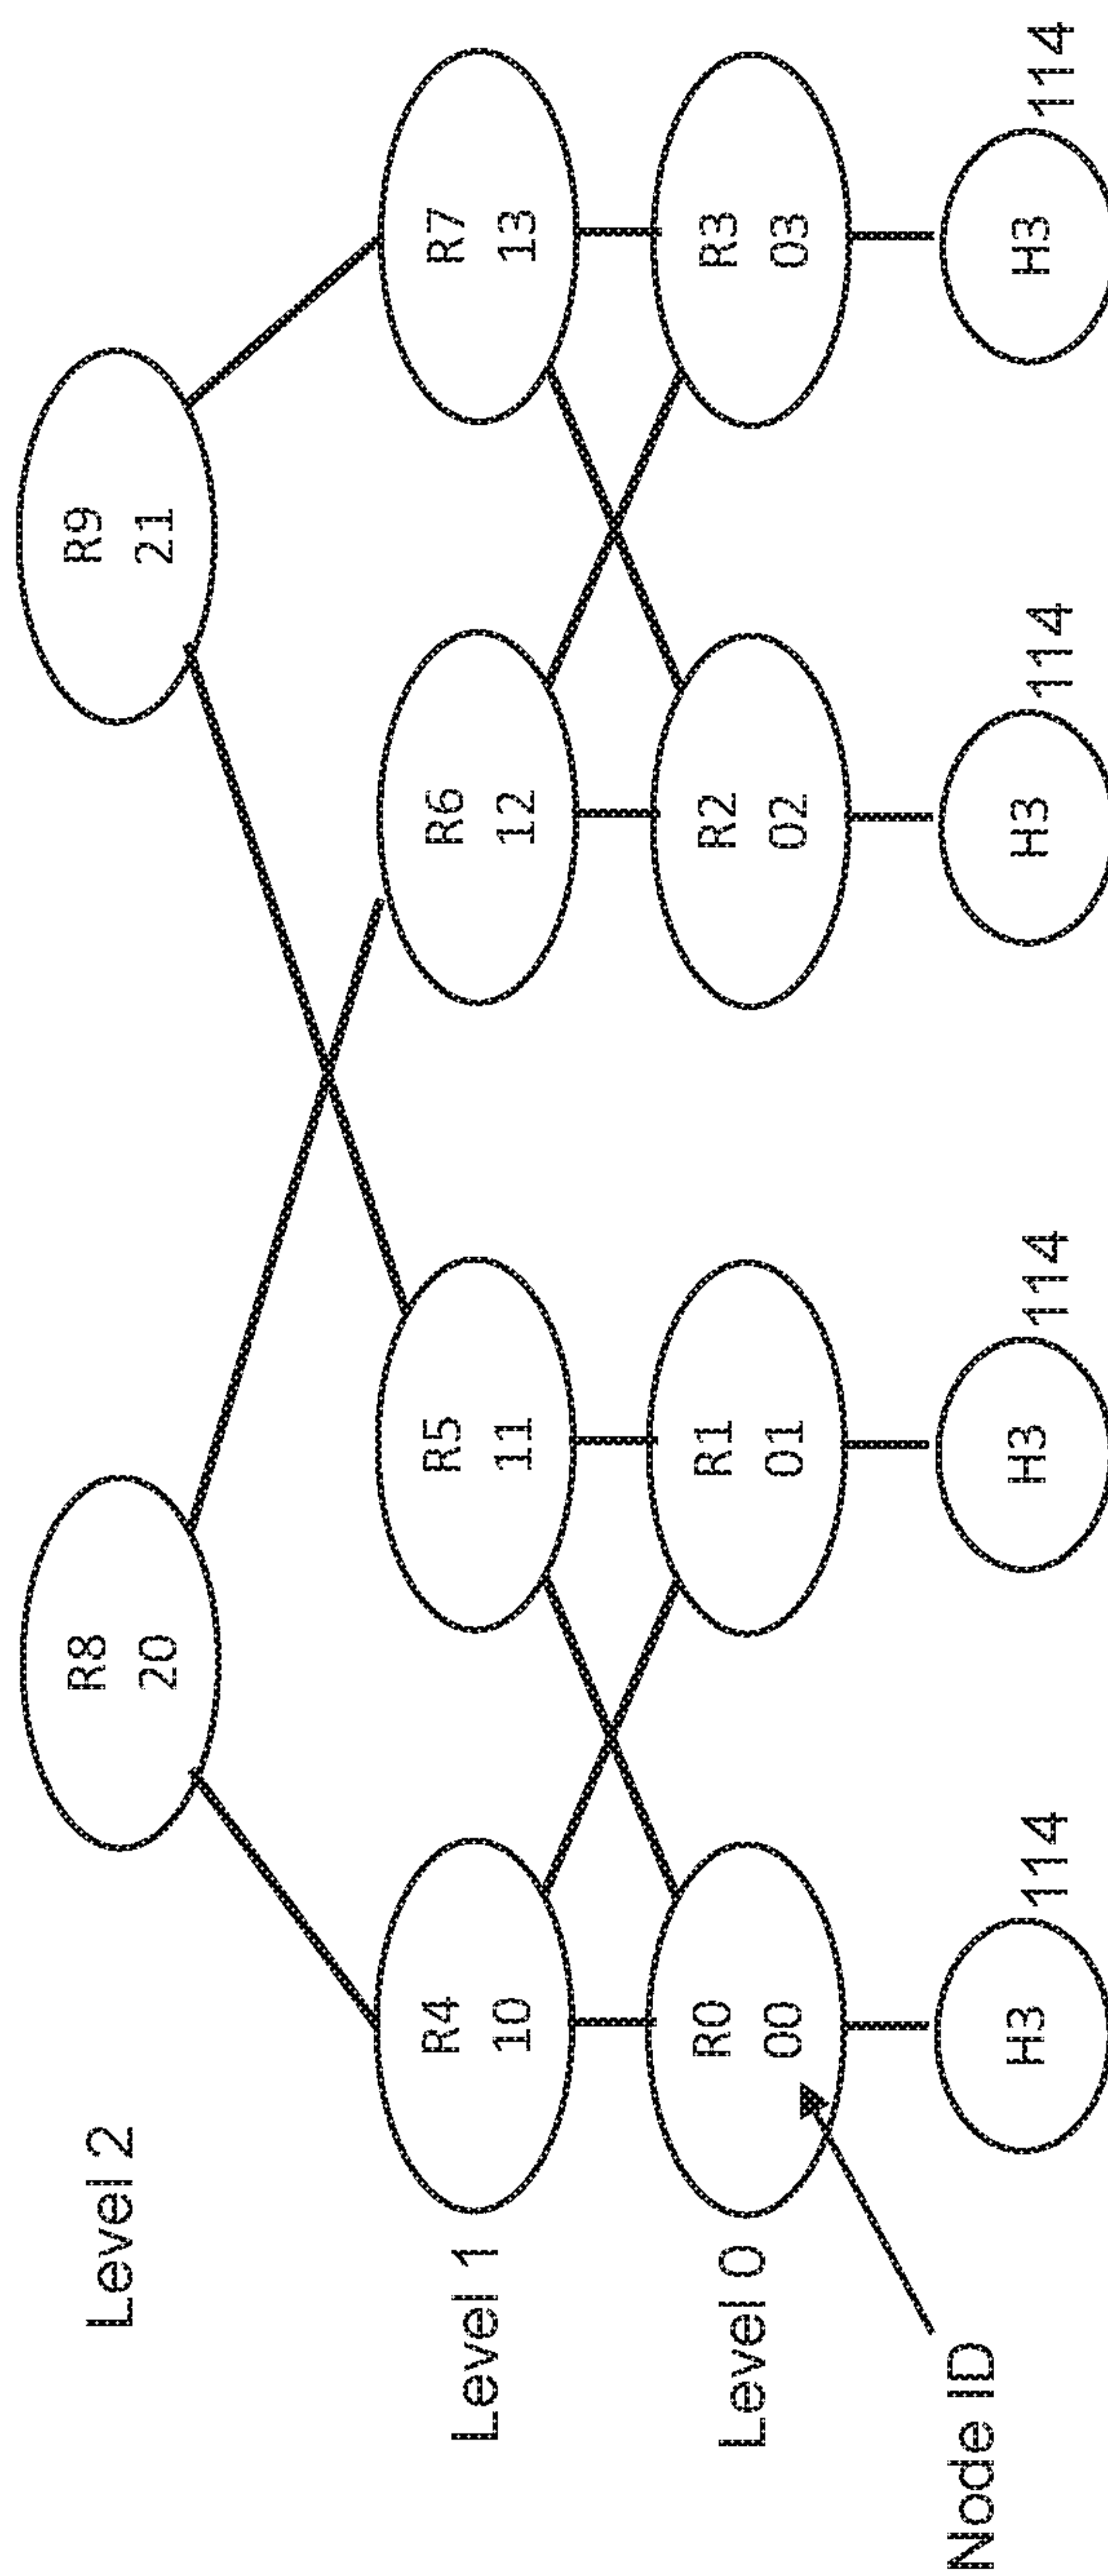 Level 2
R8
20
R9
21
Level 1
R4
10
R5
11
R6
12
R7
13
Level 0
R0
00
R1
01
R2
02
R3
03
Node ID
H3
114
H3
114
H3
114
H3
114